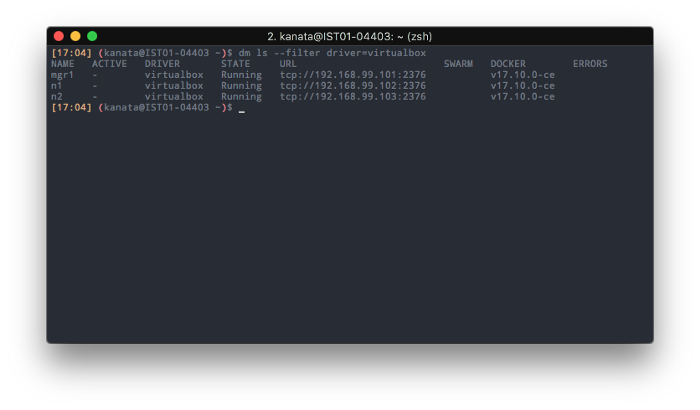 2. kanata@IST01-04403: ~ (zsh)
[17:04] (kanata@IST01-04403 ~)$ dm ls --filter driver=virtualbox
NAME ACTIVE DRIVER STATE URL SWARM DOCKER ERRORS
mgr1 - virtualbox Running tcp://192.168.99.101:2376 v17.10.0-ce
n1 - virtualbox Running tcp://192.168.99.102:2376 v17.10.0-ce
n2 - virtualbox Running tcp://192.168.99.103:2376 v17.10.0-ce
[17:04] (kanata@IST01-04403 ~)$ _